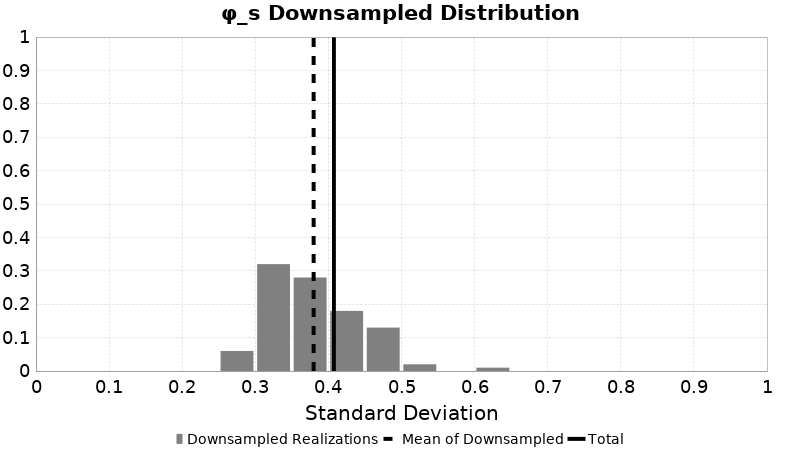 φ_s Downsampled Distribution
1
0.9
0.8
0.7
0.6
0.5
0.4
0.3
0.2
0.1
0
0 0.1 0.2 0.3 0.4 0.5 0.6 0.7 0.8 0.9 1
Standard Deviation
Downsampled Realizations Mean of Downsampled Total